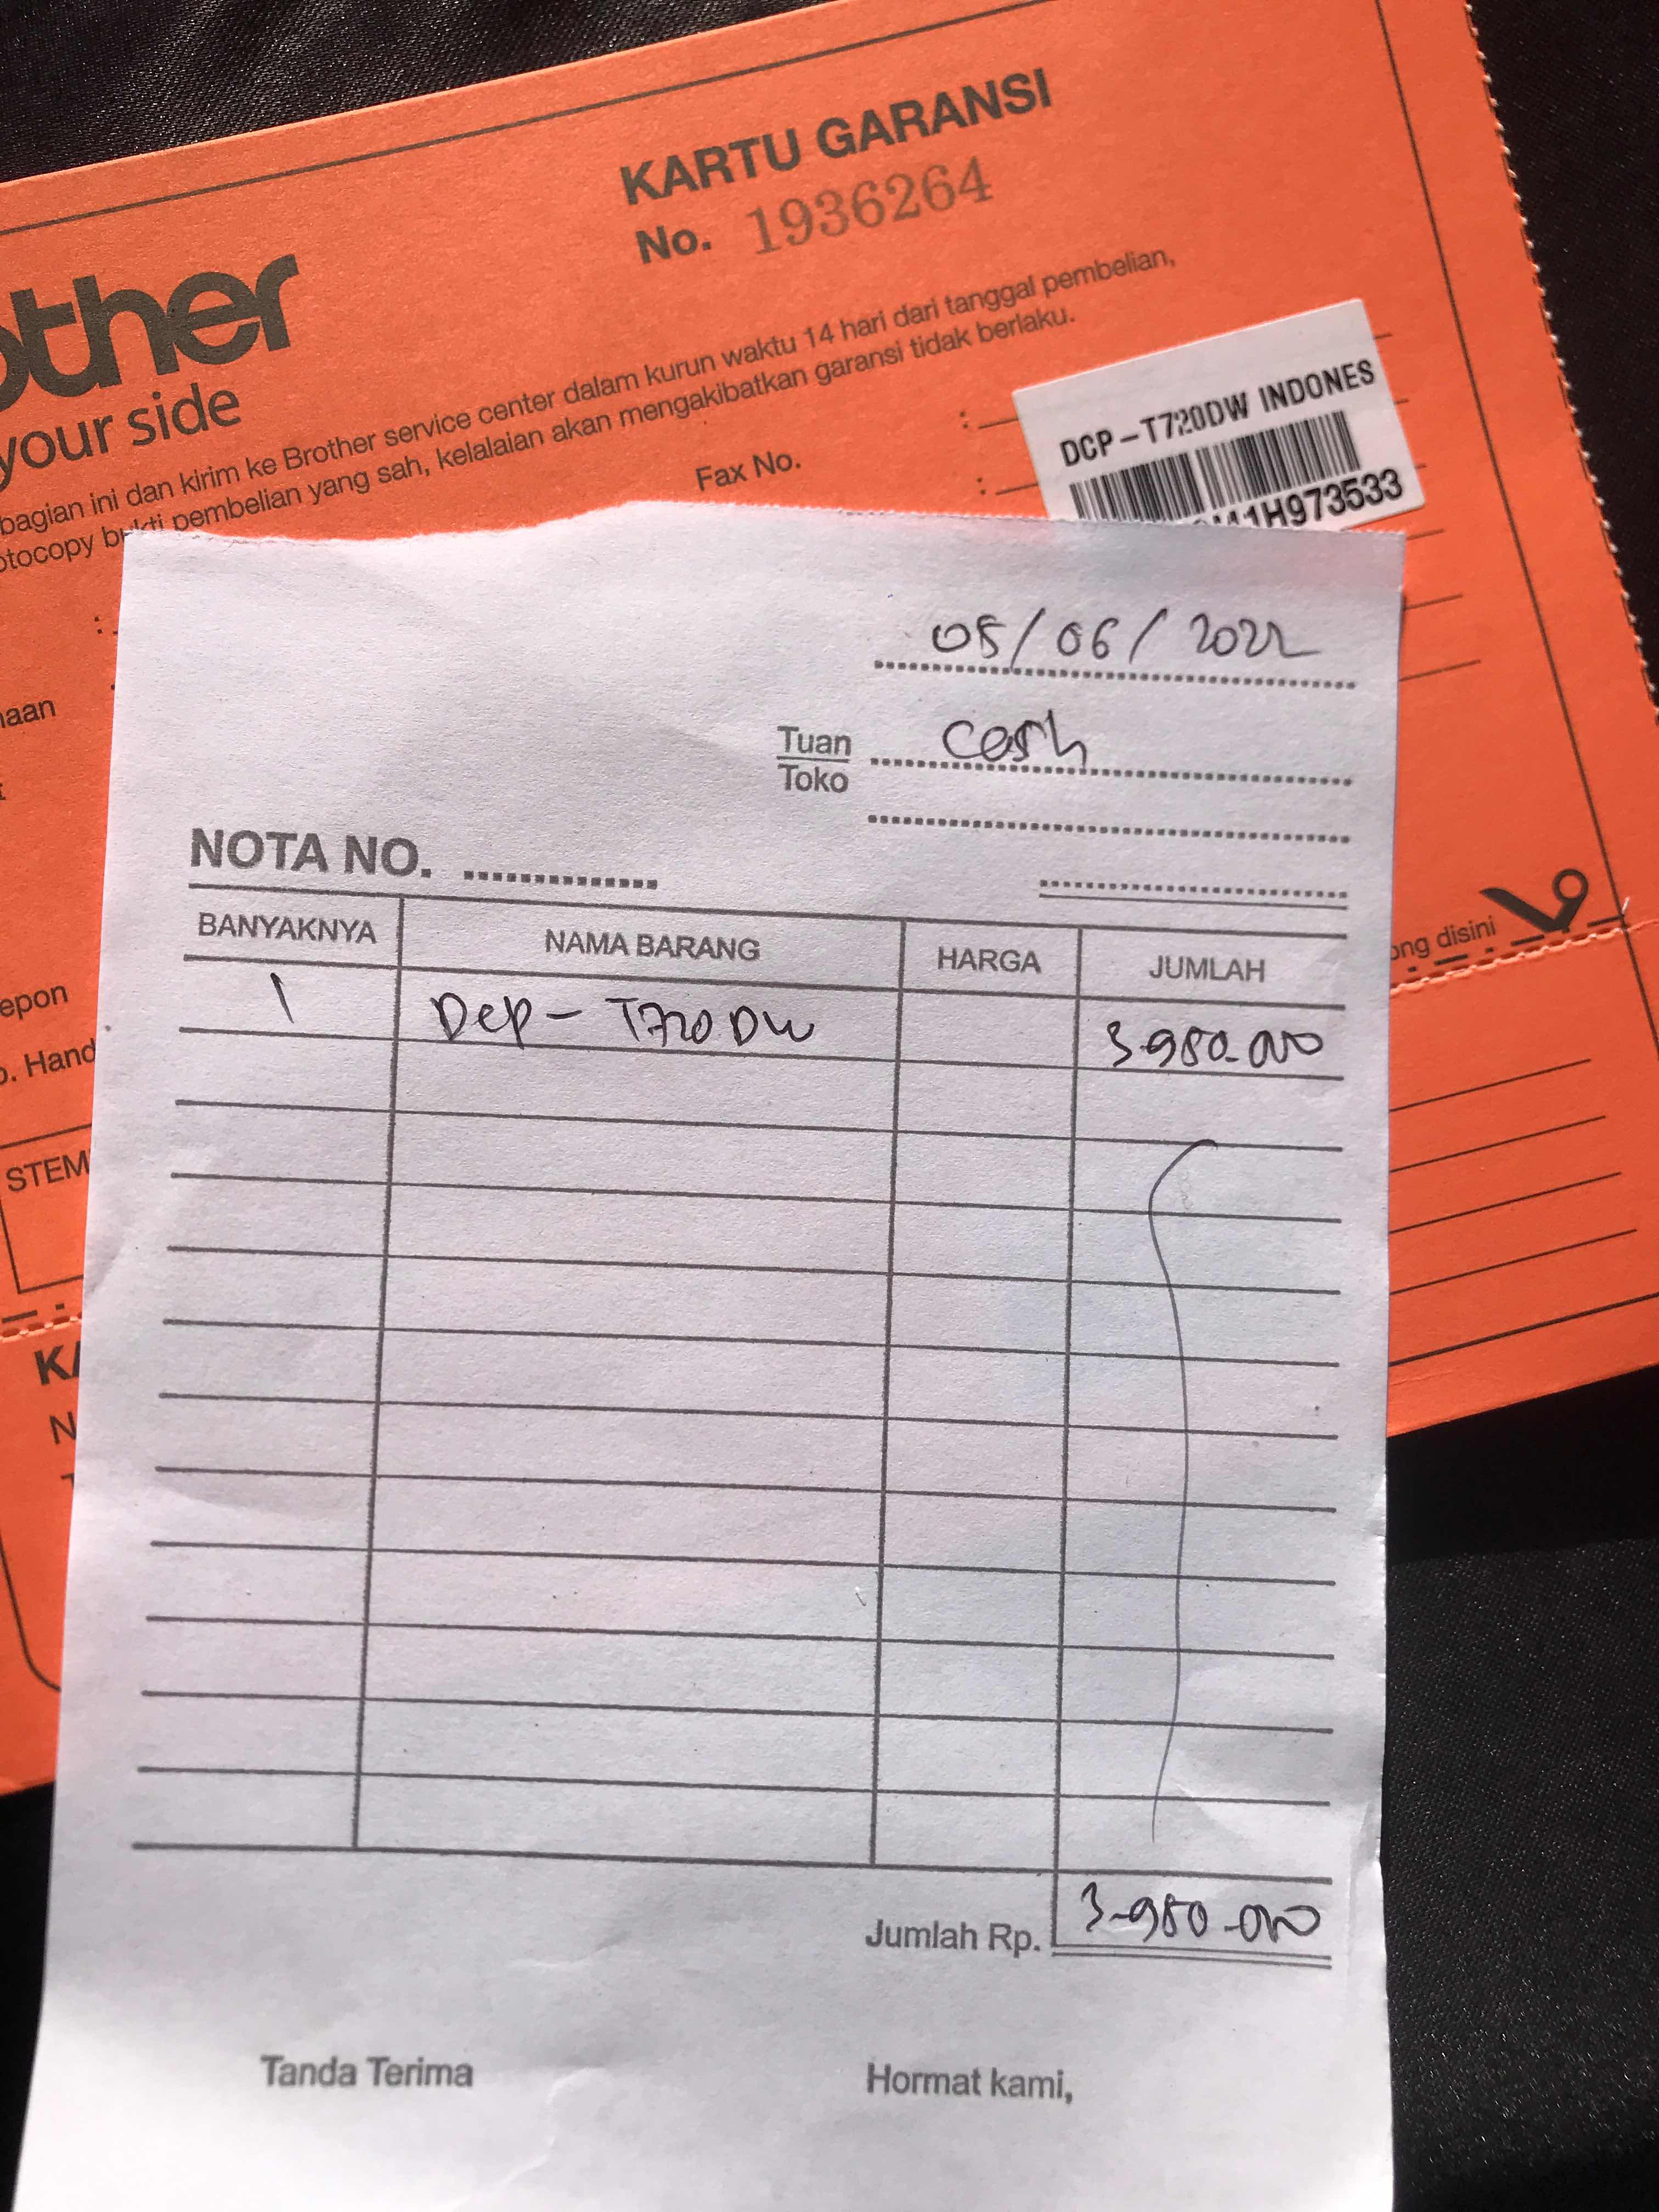 KARTU GARANSI
No. 1936264
other
your side
bagian ini dan kirim ke Brother service center dalam kurun waktu 14 hari dari tanggal pembelian,
otocopy bukti pembelian yang sah, kelalaian akan mengakibatkan garansi tidak berlaku.
Fax No.
:
:
DCP-T720DW INDONES
1H973533
:
05/06/2022
Tuan
Toko
cash
naan
NOTA NO.
BANYAKNYA NAMA BARANG HARGA JUMLAH
1 DCP-T720DW 3-980-000
ong disini
epon
o. Hand
STEM
KA
N
Jumlah Rp. 3-980-000
Tanda Terima Hormat kami,